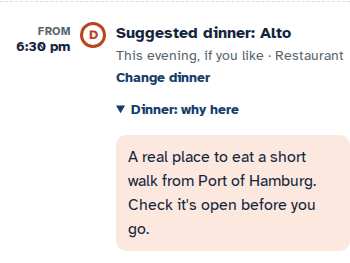 FROM
6:30 pm
D
Suggested dinner: Alto
This evening, if you like · Restaurant
Change dinner
▼ Dinner: why here
A real place to eat a short
walk from Port of Hamburg.
Check it's open before you
go.